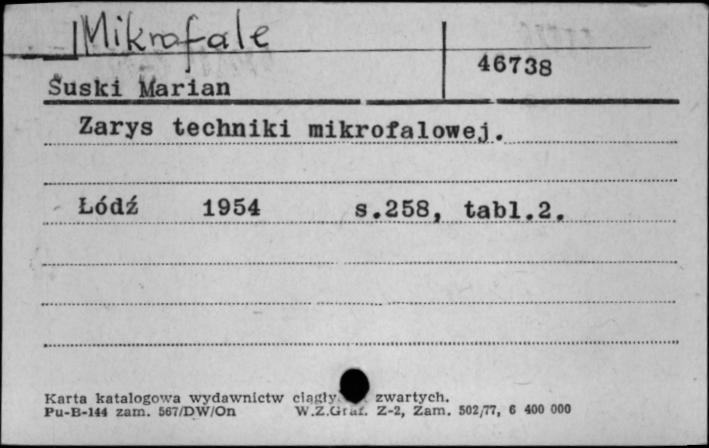 Mikrofale
46738
Suski Marian
Zarys techniki mikrofalowej.
Łódź 1954 s.258, tabl.2.
Karta katalogowa wydawnictw zwartych.
Pu-B-144 zam. 567/DW/On W.Z.Graf. Z-2, Zam. 502/77, 6 400 000